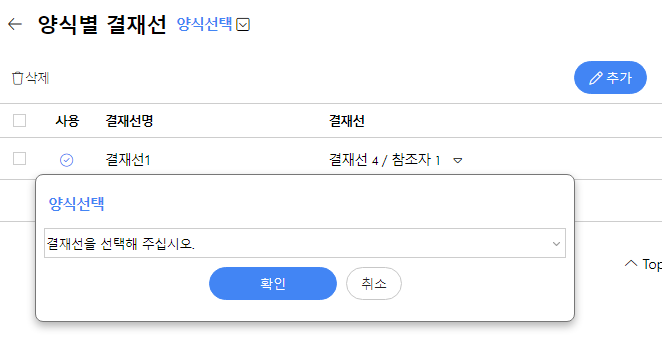 양식별 결재선 양식선택
삭제 추가
사용 결재선명 결재선
결재선1 결재선 4 / 참조자 1
양식선택
결재선을 선택해 주십시오.
확인 취소
Top